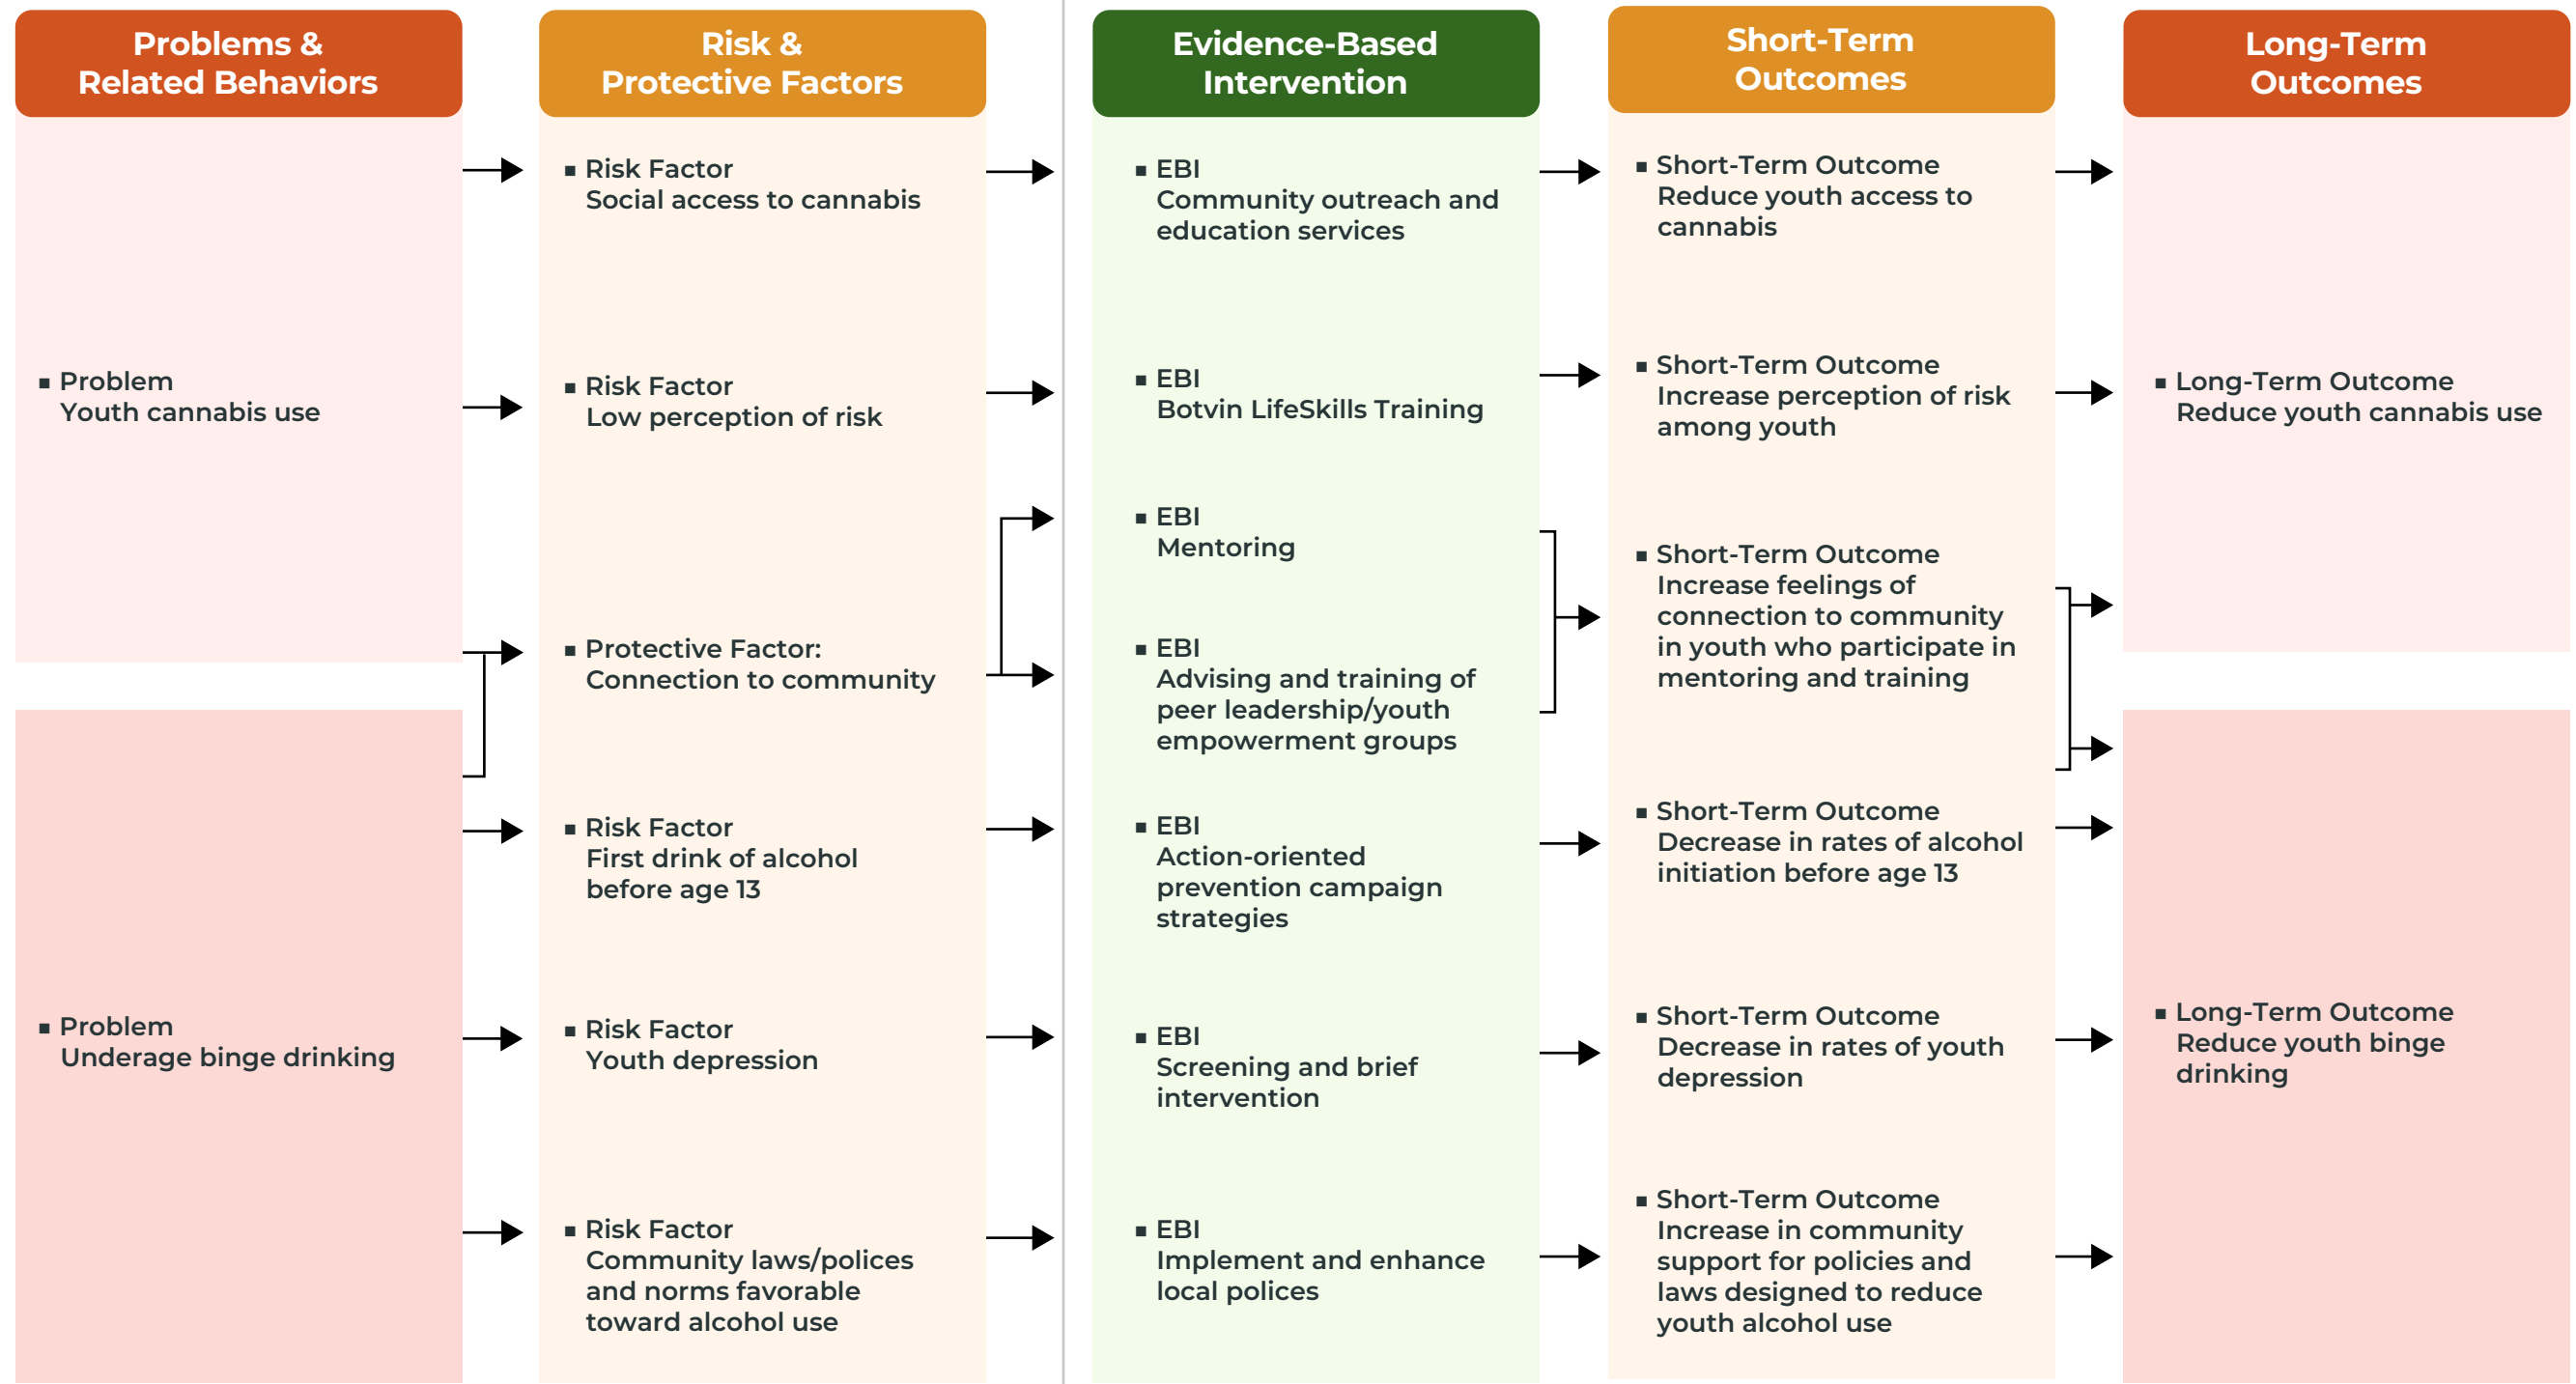 Problems &
Related Behaviors
▪ Problem
Youth cannabis use
▪ Problem
Underage binge drinking
Risk &
Protective Factors
▪ Risk Factor
Social access to cannabis
▪ Risk Factor
Low perception of risk
▪ Protective Factor:
Connection to community
▪ Risk Factor
First drink of alcohol
before age 13
▪ Risk Factor
Youth depression
▪ Risk Factor
Community laws/polices
and norms favorable
toward alcohol use
Evidence-Based
Intervention
▪ EBI
Community outreach and
education services
▪ EBI
Botvin LifeSkills Training
▪ EBI
Mentoring
▪ EBI
Advising and training of
peer leadership/youth
empowerment groups
▪ EBI
Action-oriented
prevention campaign
strategies
▪ EBI
Screening and brief
intervention
▪ EBI
Implement and enhance
local polices
Short-Term
Outcomes
▪ Short-Term Outcome
Reduce youth access to
cannabis
▪ Short-Term Outcome
Increase perception of risk
among youth
▪ Short-Term Outcome
Increase feelings of
connection to community
in youth who participate in
mentoring and training
▪ Short-Term Outcome
Decrease in rates of alcohol
initiation before age 13
▪ Short-Term Outcome
Decrease in rates of youth
depression
▪ Short-Term Outcome
Increase in community
support for policies and
laws designed to reduce
youth alcohol use
Long-Term
Outcomes
▪ Long-Term Outcome
Reduce youth cannabis use
▪ Long-Term Outcome
Reduce youth binge
drinking